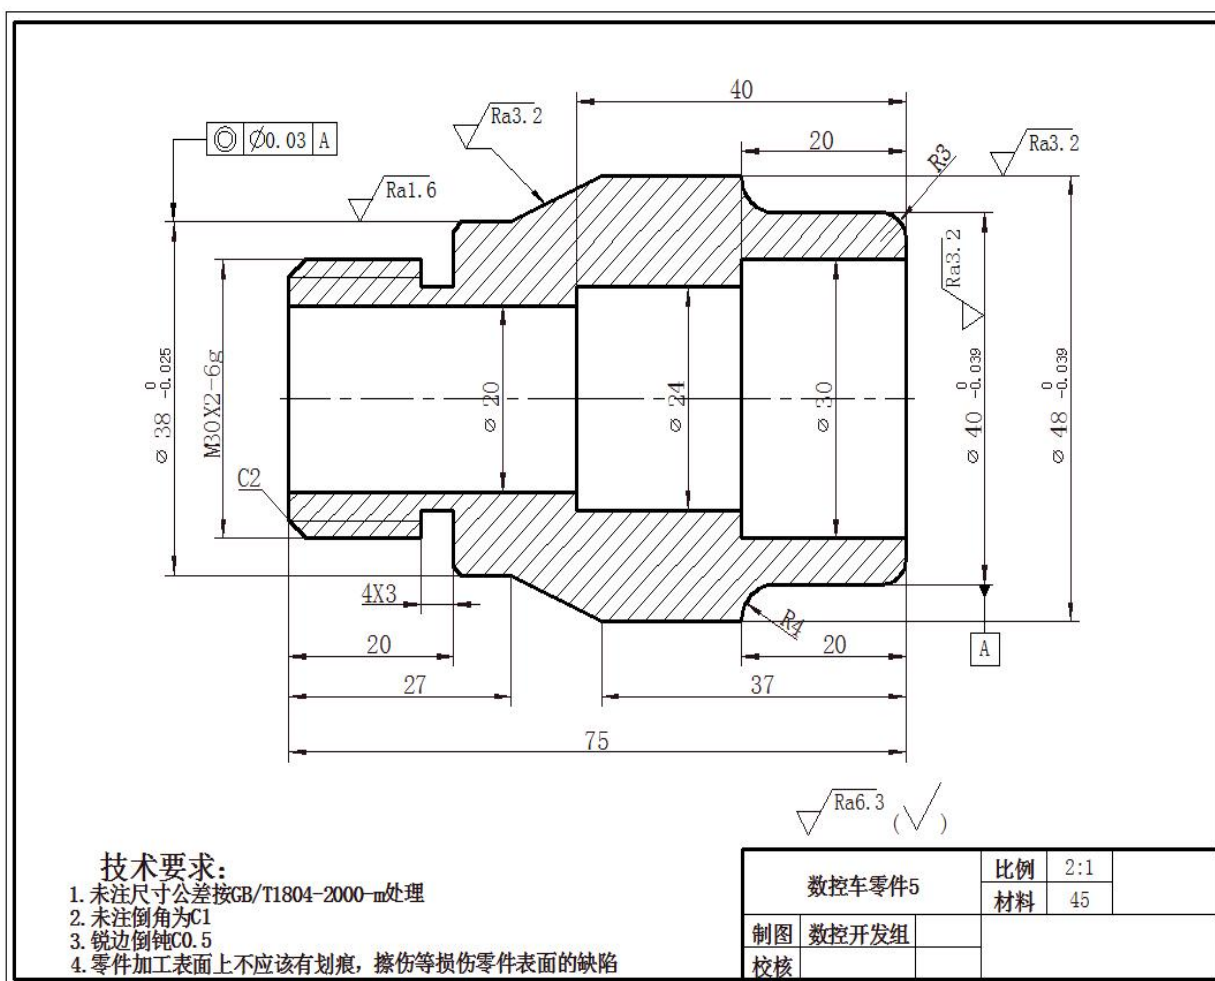 40
20
Ra3.2
R3
Ra3.2
◎ Ø0.03 A
Ra1.6
Ra3.2
Ø38 0 -0.025
M30X2-6g
Ø20
Ø24
Ø30
Ø40 0 -0.039
Ø48 0 -0.039
C2
4X3
R4
20
20
A
27
37
75
Ra6.3 (√)
技术要求:
1.未注尺寸公差按GB/T1804-2000-m处理
2.未注倒角为C1
3.锐边倒钝C0.5
4.零件加工表面上不应该有划痕，擦伤等损伤零件表面的缺陷
数控车零件5
比例 2:1
材料 45
制图 数控开发组
校核